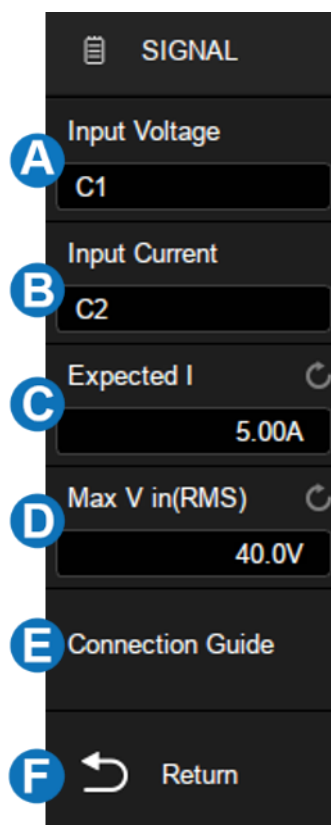 SIGNAL
Input Voltage
A
C1
Input Current
B
C2
Expected I
C
5.00A
Max V in(RMS)
D
40.0V
E Connection Guide
F Return